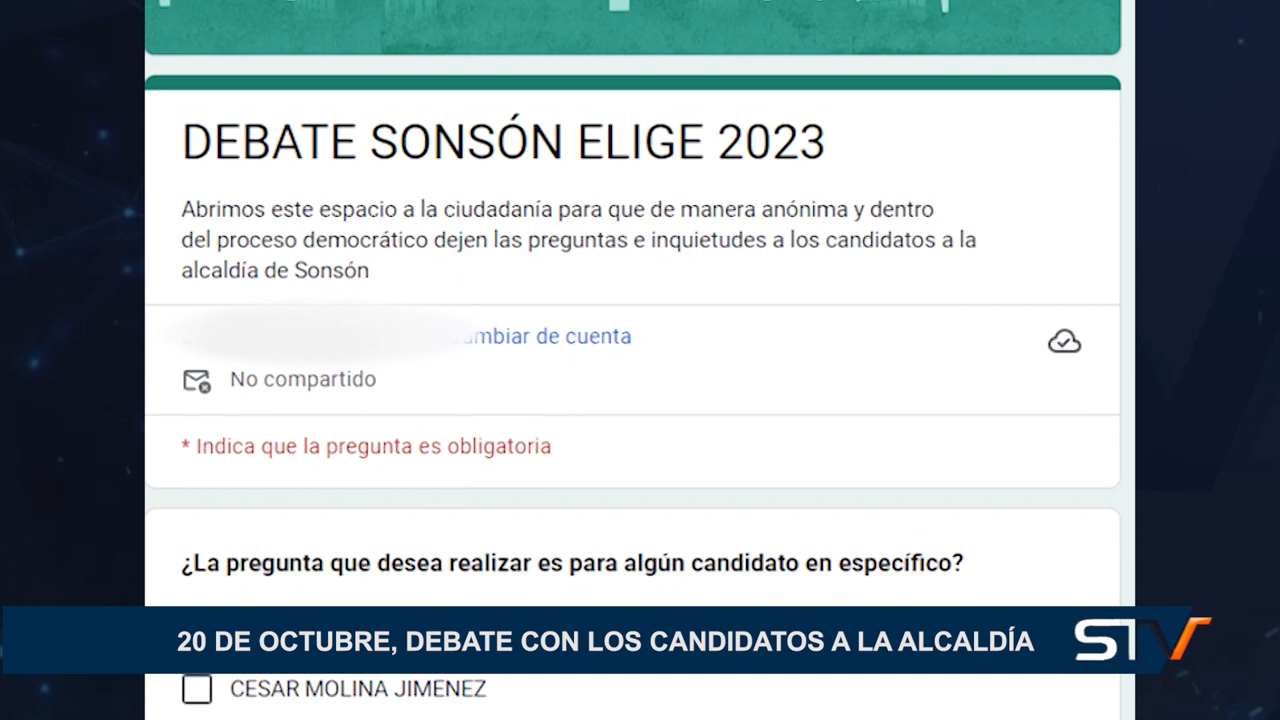 DEBATE SONSÓN ELIGE 2023
Abrimos este espacio a la ciudadanía para que de manera anónima y dentro
del proceso democrático dejen las preguntas e inquietudes a los candidatos a la
alcaldía de Sonsón
cambiar de cuenta
No compartido
* Indica que la pregunta es obligatoria
¿La pregunta que desea realizar es para algún candidato en específico?
20 DE OCTUBRE, DEBATE CON LOS CANDIDATOS A LA ALCALDÍA
STV
CESAR MOLINA JIMENEZ